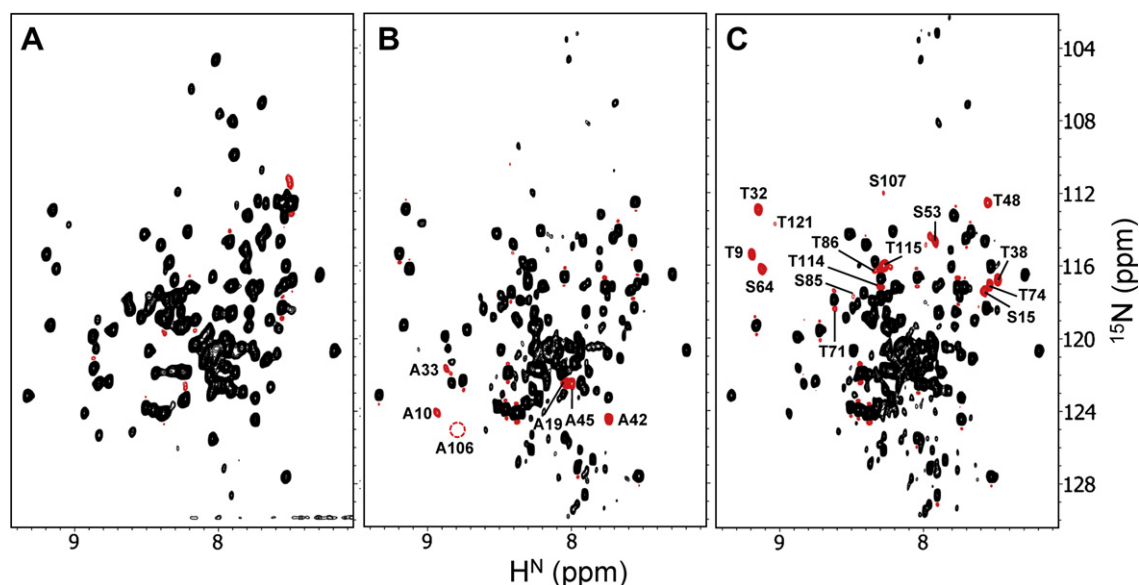 A
B
C
104
108
112
116
120
124
128
15N (ppm)
T32
S107
T48
T121
S53
T86
T115
T38
T9
T114
S64
S85
T74
S15
T71
A33
A10
A19
A45
A42
A106
9
8
9
8
9
8
HN (ppm)